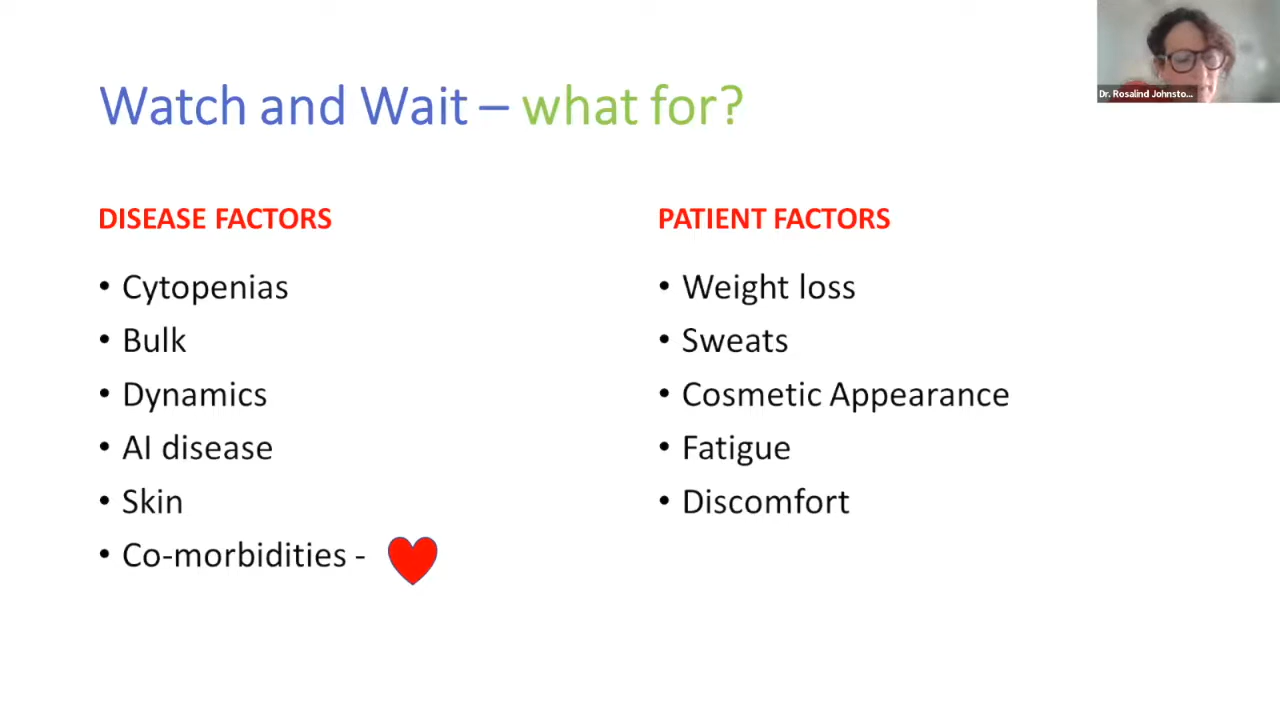 Dr. Rosalind Johnsto...
Watch and Wait – what for?
DISEASE FACTORS
• Cytopenias
• Bulk
• Dynamics
• AI disease
• Skin
• Co-morbidities -
PATIENT FACTORS
• Weight loss
• Sweats
• Cosmetic Appearance
• Fatigue
• Discomfort